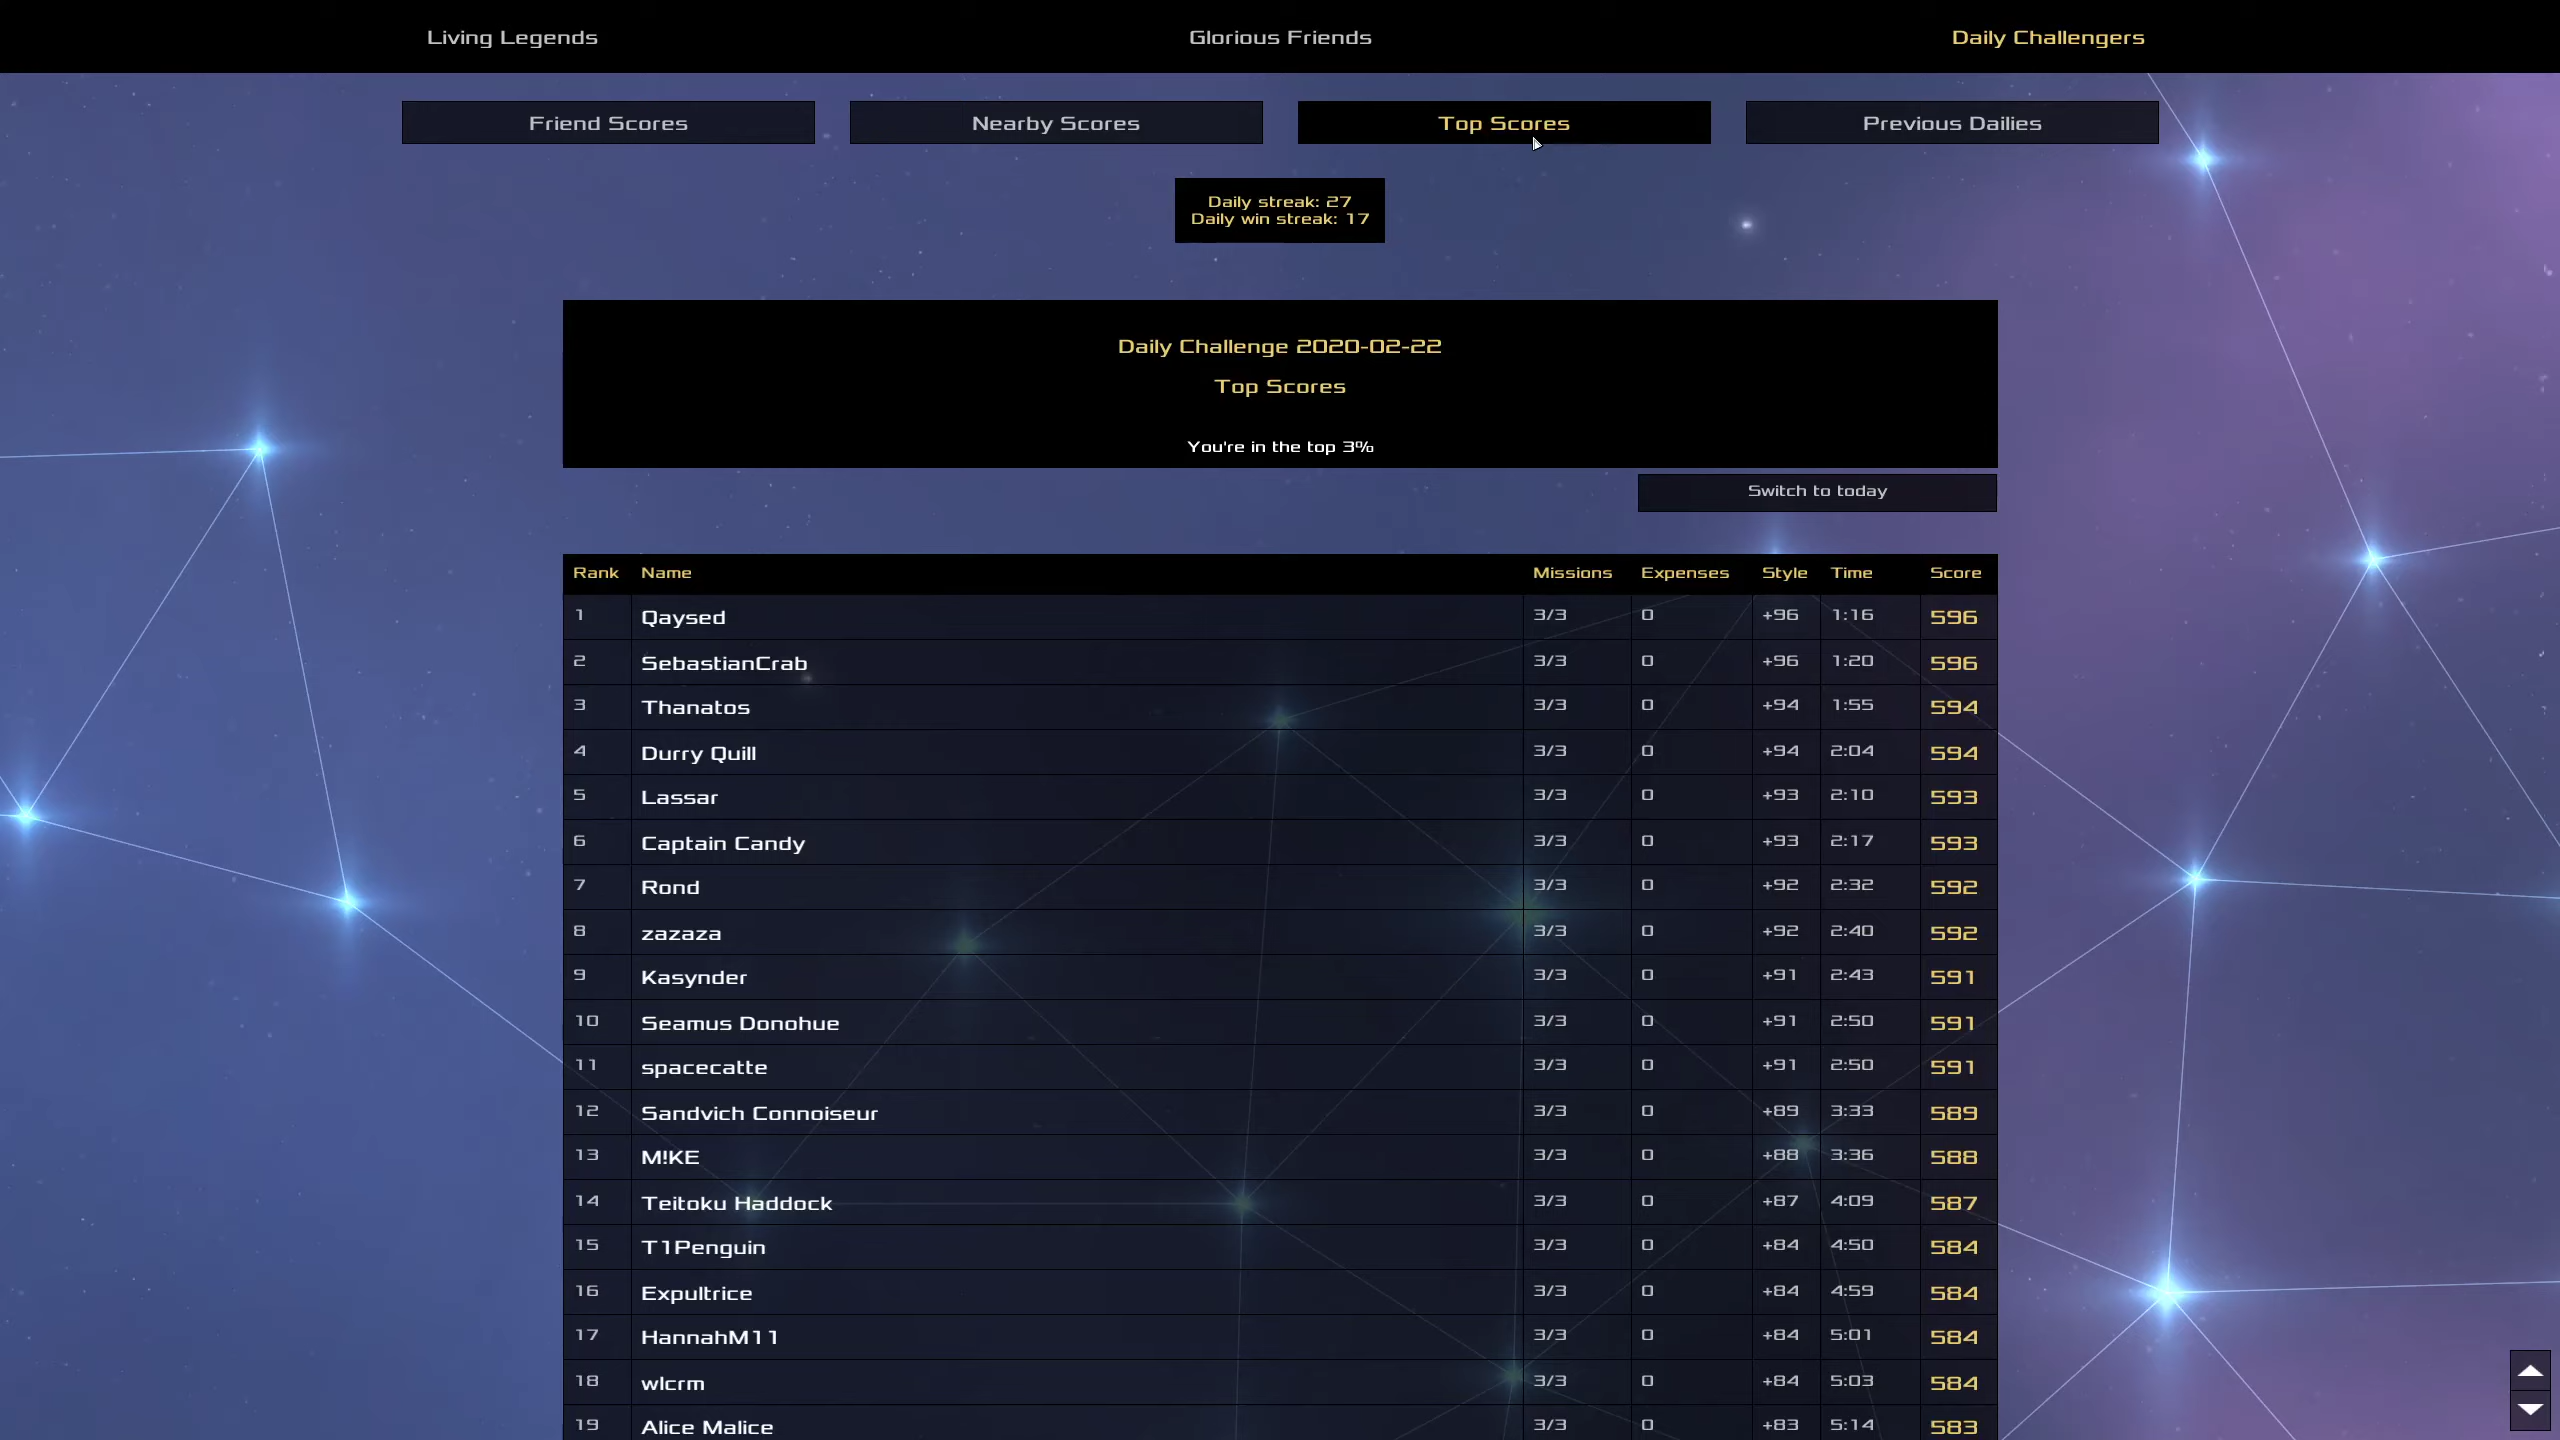 Living Legends Glorious Friends Daily Challengers
Friend Scores Nearby Scores Top Scores Previous Dailies
Daily streak: 27
Daily win streak: 17
Daily Challenge 2020-02-22
Top Scores
You're in the top 3%
Switch to today
Rank Name Missions Expenses Style Time Score
1 Qaysed 3/3 0 +96 1:16 596
2 SebastianCrab 3/3 0 +96 1:20 596
3 Thanatos 3/3 0 +94 1:55 594
4 Durry Quill 3/3 0 +94 2:04 594
5 Lassar 3/3 0 +93 2:10 593
6 Captain Candy 3/3 0 +93 2:17 593
7 Rond 3/3 0 +92 2:32 592
8 zazaza 3/3 0 +92 2:40 592
9 Kasynder 3/3 0 +91 2:43 591
10 Seamus Donohue 3/3 0 +91 2:50 591
11 spacecatte 3/3 0 +91 2:50 591
12 Sandvich Connoiseur 3/3 0 +89 3:33 589
13 M!KE 3/3 0 +88 3:36 588
14 Teitoku Haddock 3/3 0 +87 4:09 587
15 T1Penguin 3/3 0 +84 4:50 584
16 Expultrice 3/3 0 +84 4:59 584
17 HannahM11 3/3 0 +84 5:01 584
18 wlcrm 3/3 0 +84 5:03 584
19 Alice Malice 3/3 0 +83 5:14 583